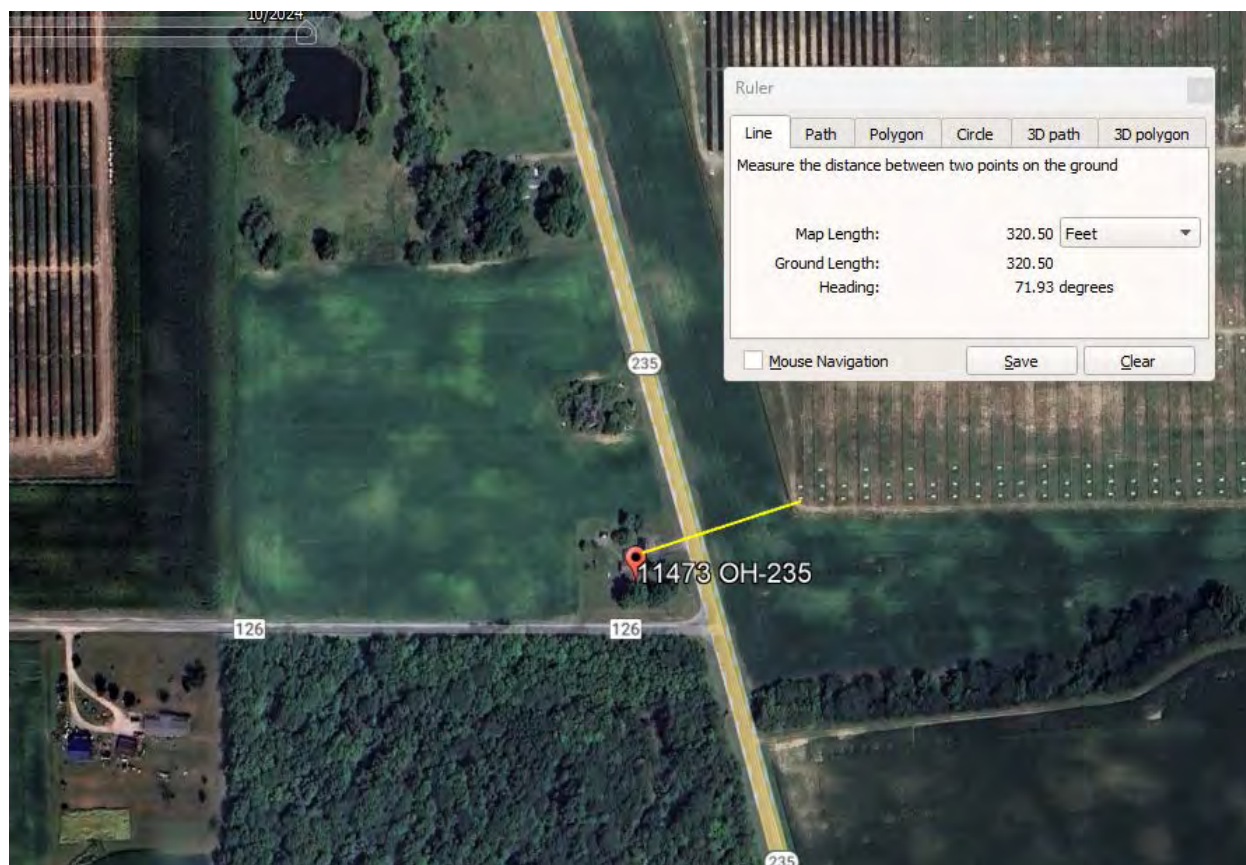 10/2024
Ruler
Line Path Polygon Circle 3D path 3D polygon
Measure the distance between two points on the ground
Map Length: 320.50 Feet
Ground Length: 320.50
Heading: 71.93 degrees
Mouse Navigation Save Clear
235
11473 OH-235
126 126
235